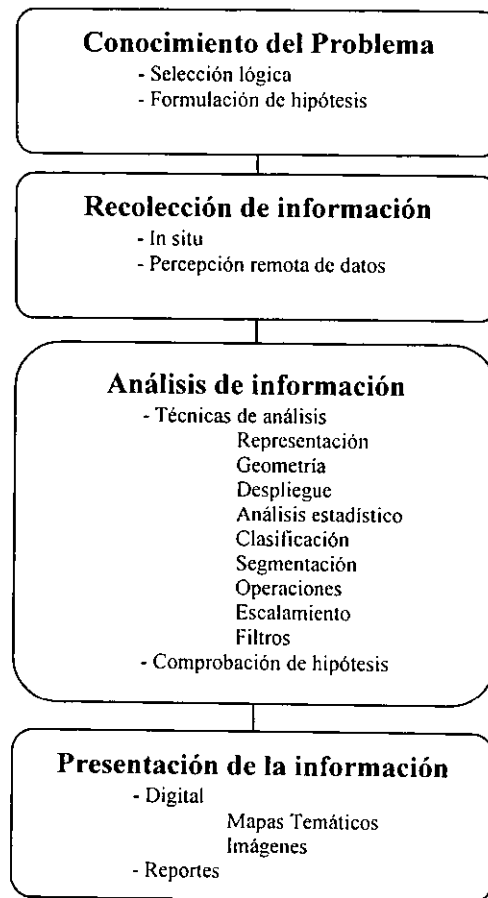 Conocimiento del Problema
- Selección lógica
- Formulación de hipótesis
Recolección de información
- In situ
- Percepción remota de datos
Análisis de información
- Técnicas de análisis
Representación
Geometría
Despliegue
Análisis estadístico
Clasificación
Segmentación
Operaciones
Escalamiento
Filtros
- Comprobación de hipótesis
Presentación de la información
- Digital
Mapas Temáticos
Imágenes
- Reportes